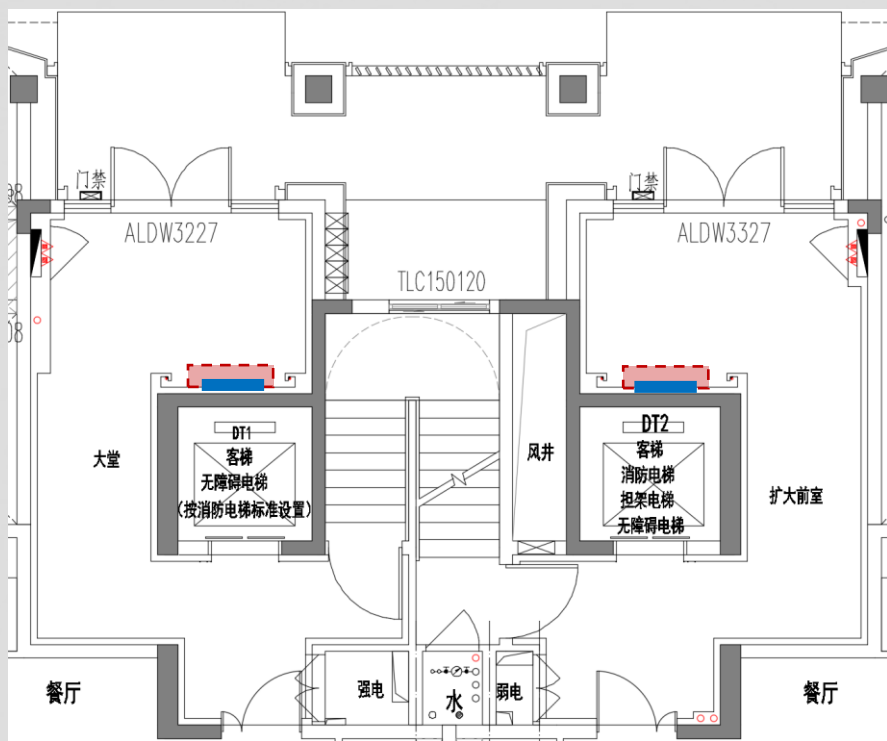 门禁
门禁
ALDW3227
ALDW3327
TLC150120
08
DT1
客梯
无障碍电梯
（按消防电梯标准设置）
大堂
风井
DT2
客梯
消防电梯
担架电梯
无障碍电梯
扩大前室
餐厅
强电
水
弱电
餐厅